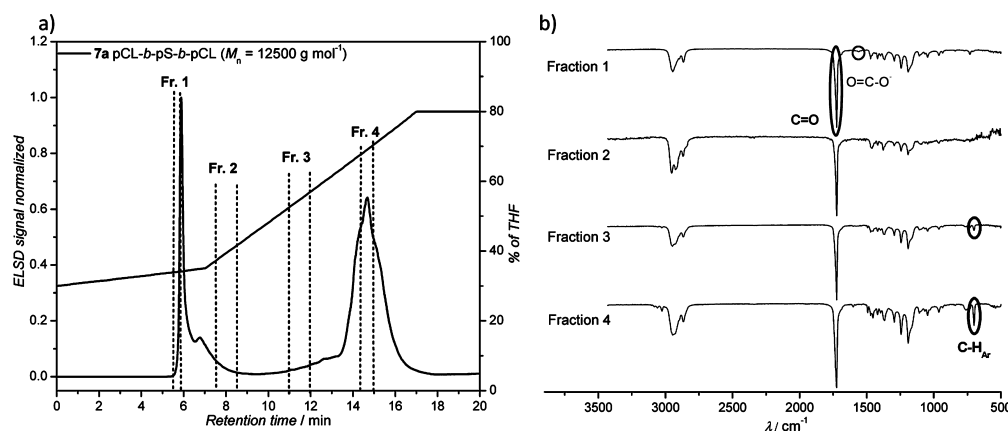 a)
7a pCL-b-pS-b-pCL (Mn = 12500 g mol-1)
Fr. 1
Fr. 2
Fr. 3
Fr. 4
ELSD signal normalized
1.2
1.0
0.8
0.6
0.4
0.2
0.0
% of THF
100
80
60
40
20
0
0 2 4 6 8 10 12 14 16 18 20
Retention time / min
b)
Fraction 1
O=C-O-
C=O
Fraction 2
Fraction 3
Fraction 4
C-HAr
3500 3000 2500 2000 1500 1000 500
λ / cm-1